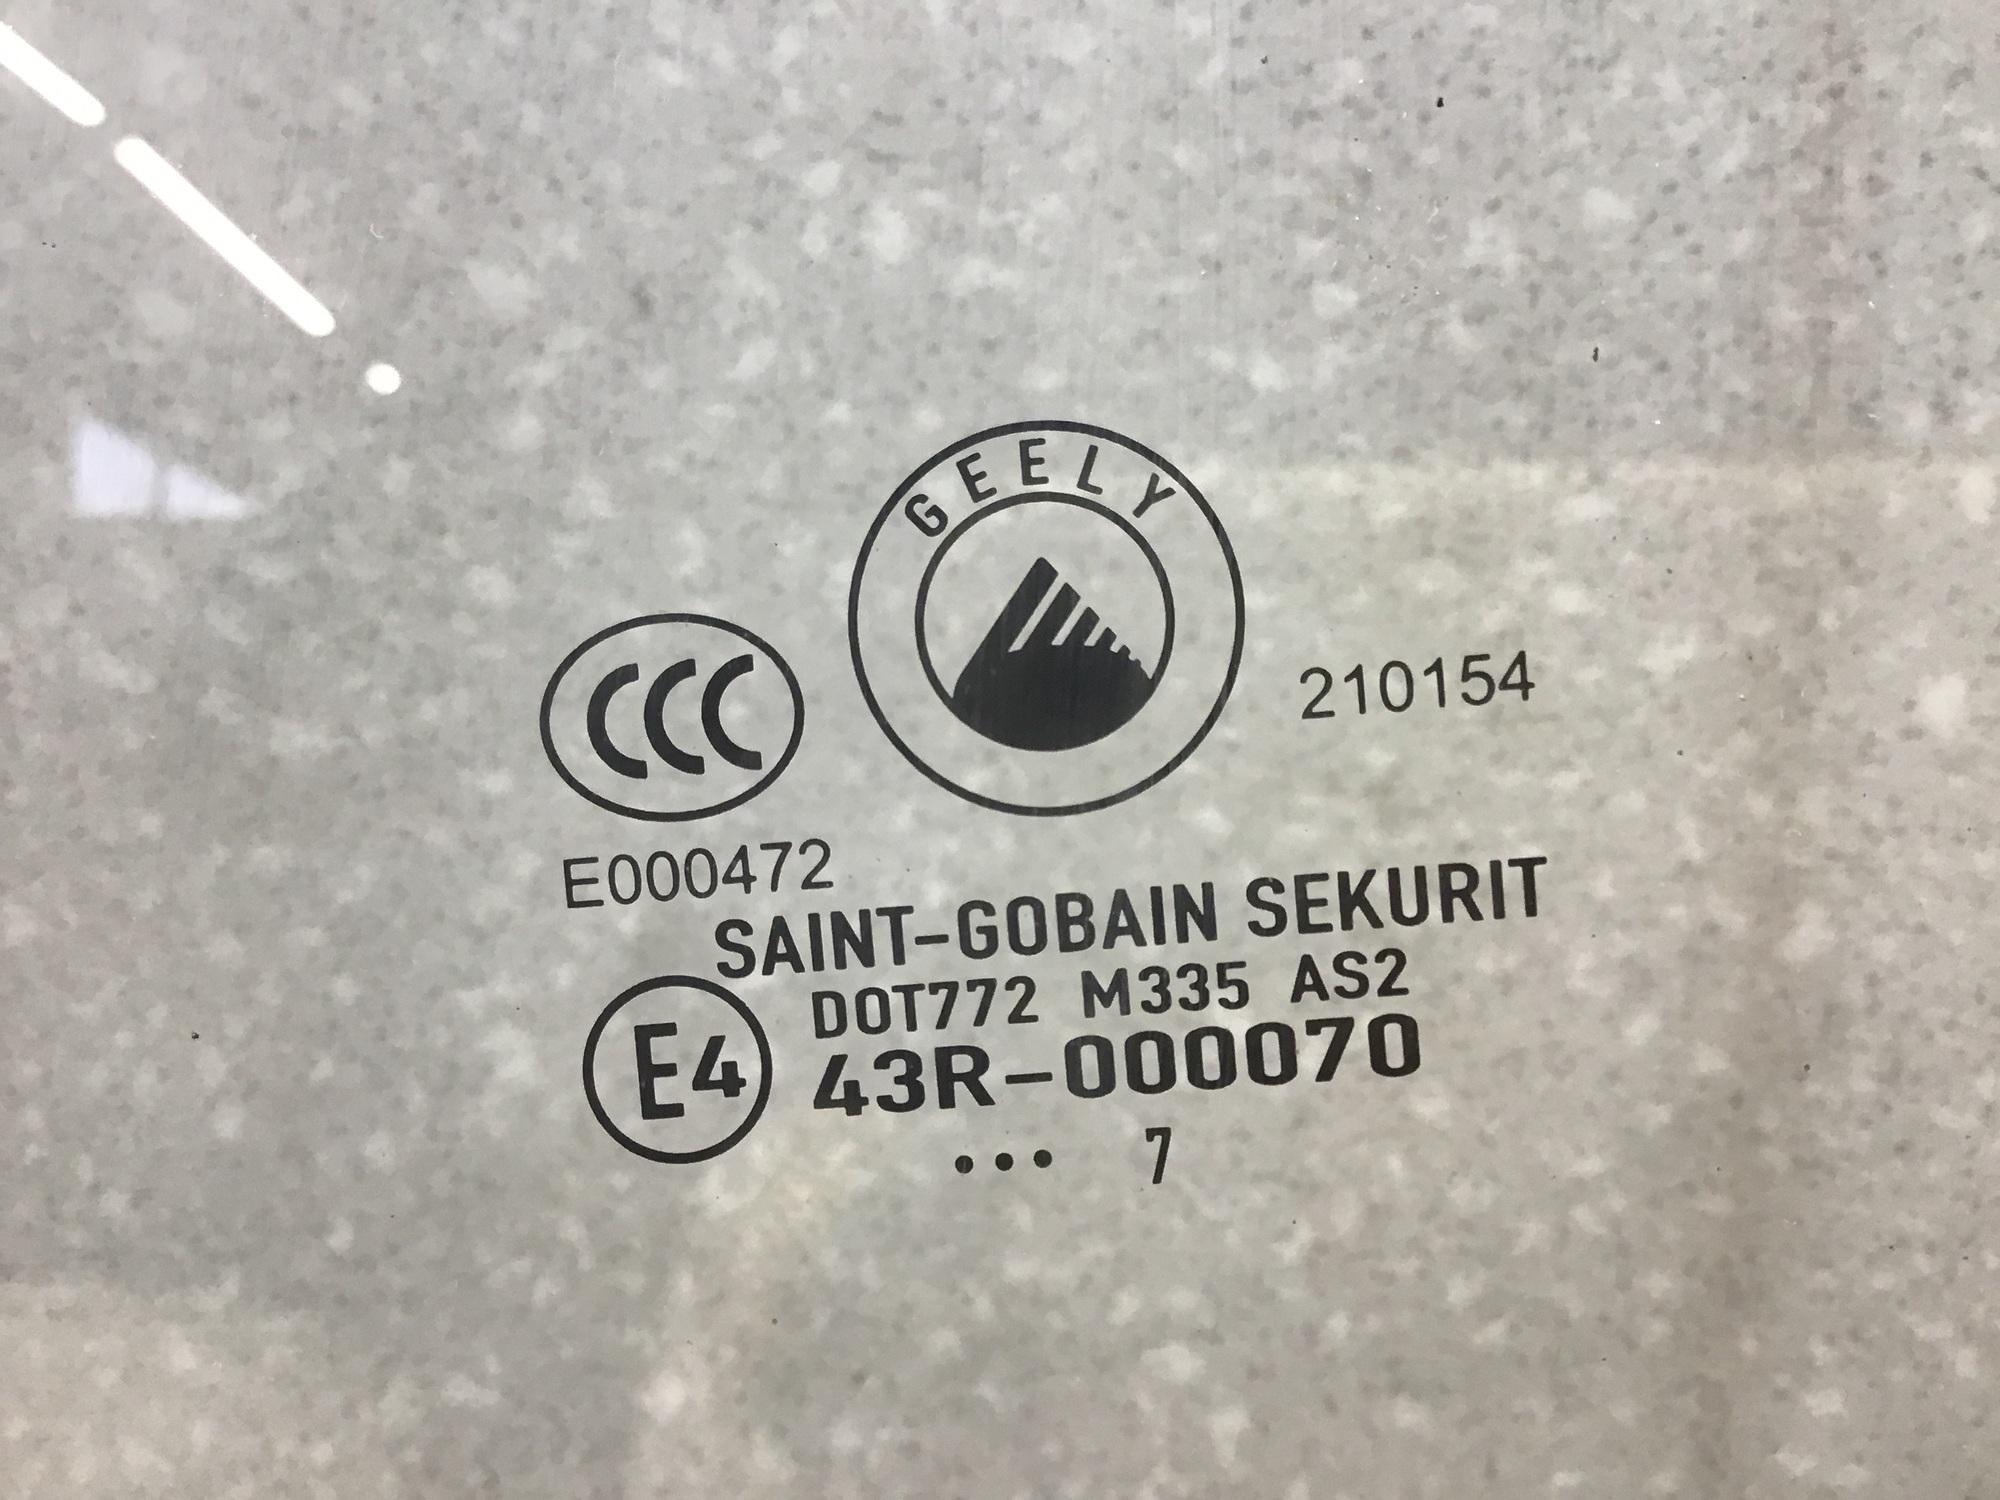 GEELY
CCC
210154
E000472
SAINT-GOBAIN SEKURIT
DOT772 M335 AS2
E4 43R-000070
••• 7